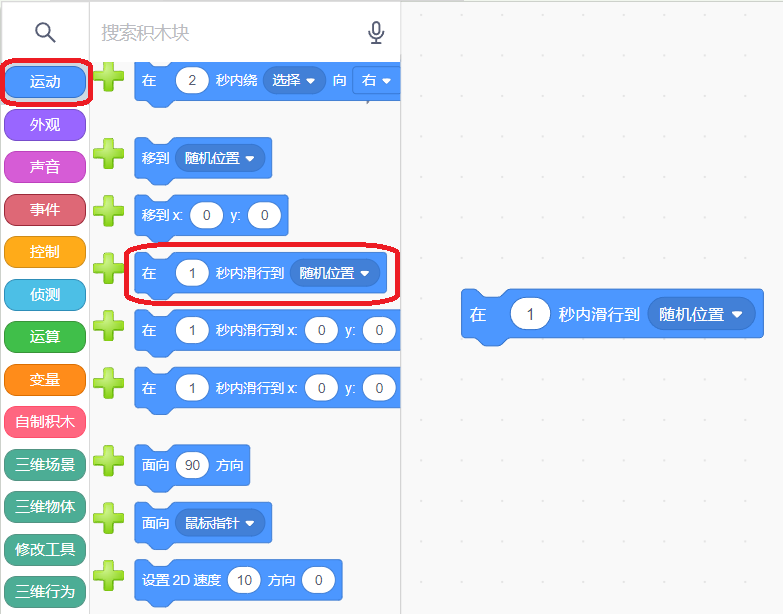 搜索积木块
运动
外观
声音
事件
控制
侦测
运算
变量
自制积木
三维场景
三维物体
修改工具
三维行为
在 2 秒内绕 选择 向 右
移到 随机位置
移到 x: 0 y: 0
在 1 秒内滑行到 随机位置
在 1 秒内滑行到 x: 0 y: 0
在 1 秒内滑行到 x: 0 y: 0
面向 90 方向
面向 鼠标指针
设置 2D 速度 10 方向 0
在 1 秒内滑行到 随机位置